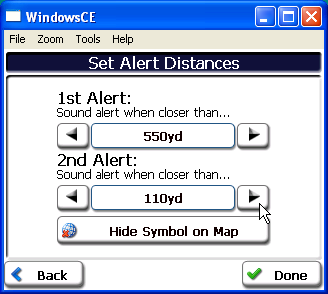 WindowsCE
File Zoom Tools Help
Set Alert Distances
1st Alert:
Sound alert when closer than...
550yd
2nd Alert:
Sound alert when closer than...
110yd
Hide Symbol on Map
Back Done